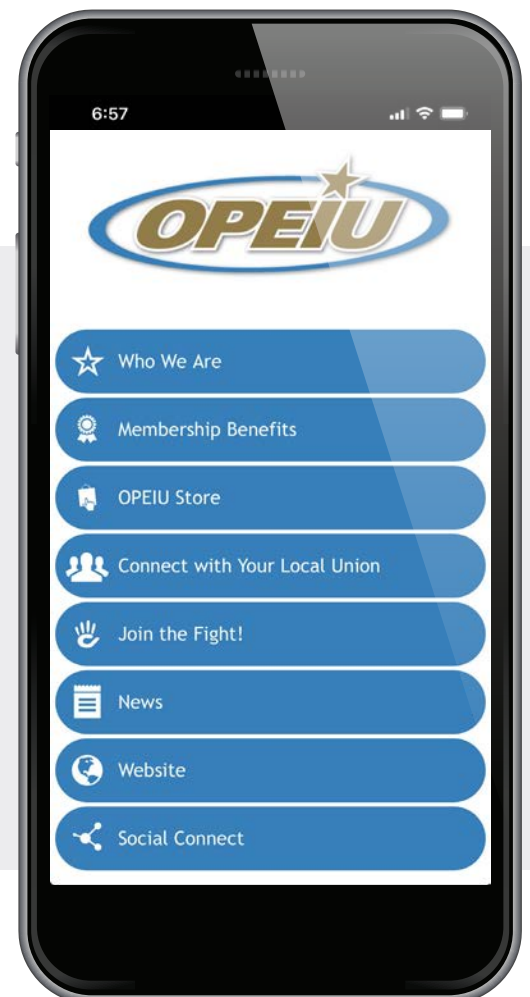 6:57
OPEIU
Who We Are
Membership Benefits
OPEIU Store
Connect with Your Local Union
Join the Fight!
News
Website
Social Connect